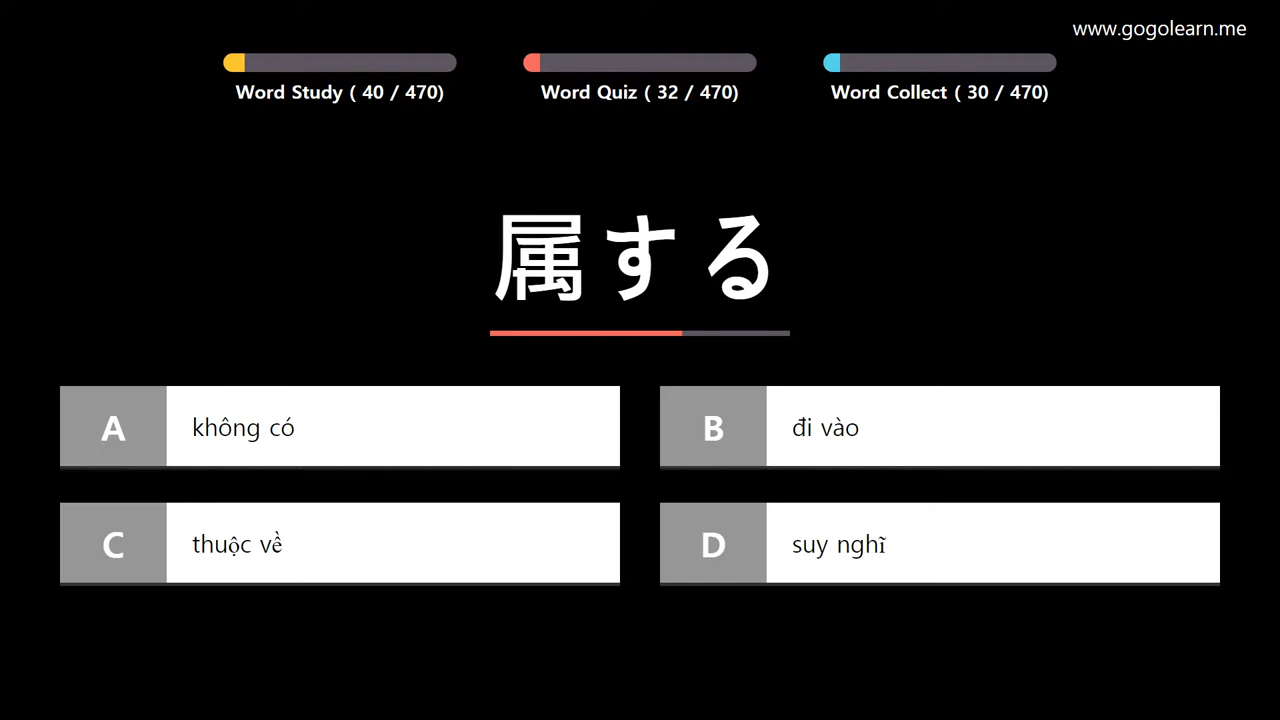 www.gogolearn.me
Word Study ( 40 / 470)
Word Quiz ( 32 / 470)
Word Collect ( 30 / 470)
属する
A
không có
B
đi vào
C
thuộc về
D
suy nghĩ